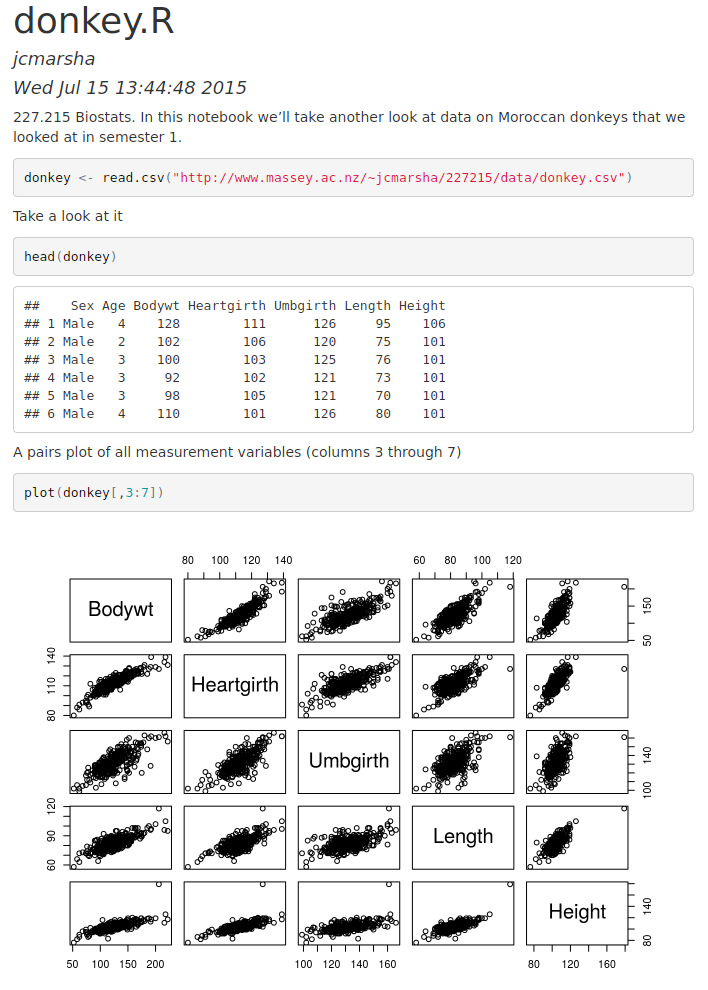 donkey.R
jcmarsha
Wed Jul 15 13:44:48 2015
227.215 Biostats. In this notebook we’ll take another look at data on Moroccan donkeys that we
looked at in semester 1.
donkey <- read.csv("http://www.massey.ac.nz/~jcmarsha/227215/data/donkey.csv")
Take a look at it
head(donkey)
##    Sex Age Bodywt Heartgirth Umbgirth Length Height
## 1 Male   4    128        111      126     95    106
## 2 Male   2    102        106      120     75    101
## 3 Male   3    100        103      125     76    101
## 4 Male   3     92        102      121     73    101
## 5 Male   3     98        105      121     70    101
## 6 Male   4    110        101      126     80    101
A pairs plot of all measurement variables (columns 3 through 7)
plot(donkey[,3:7])
80 100 120 140 60 80 100 120
Bodywt
50 150
80 110 140
Heartgirth
Umbgirth
100 140
60 90 120
Length
Height
80 140
50 100 150 200 100 120 140 160 80 120 160